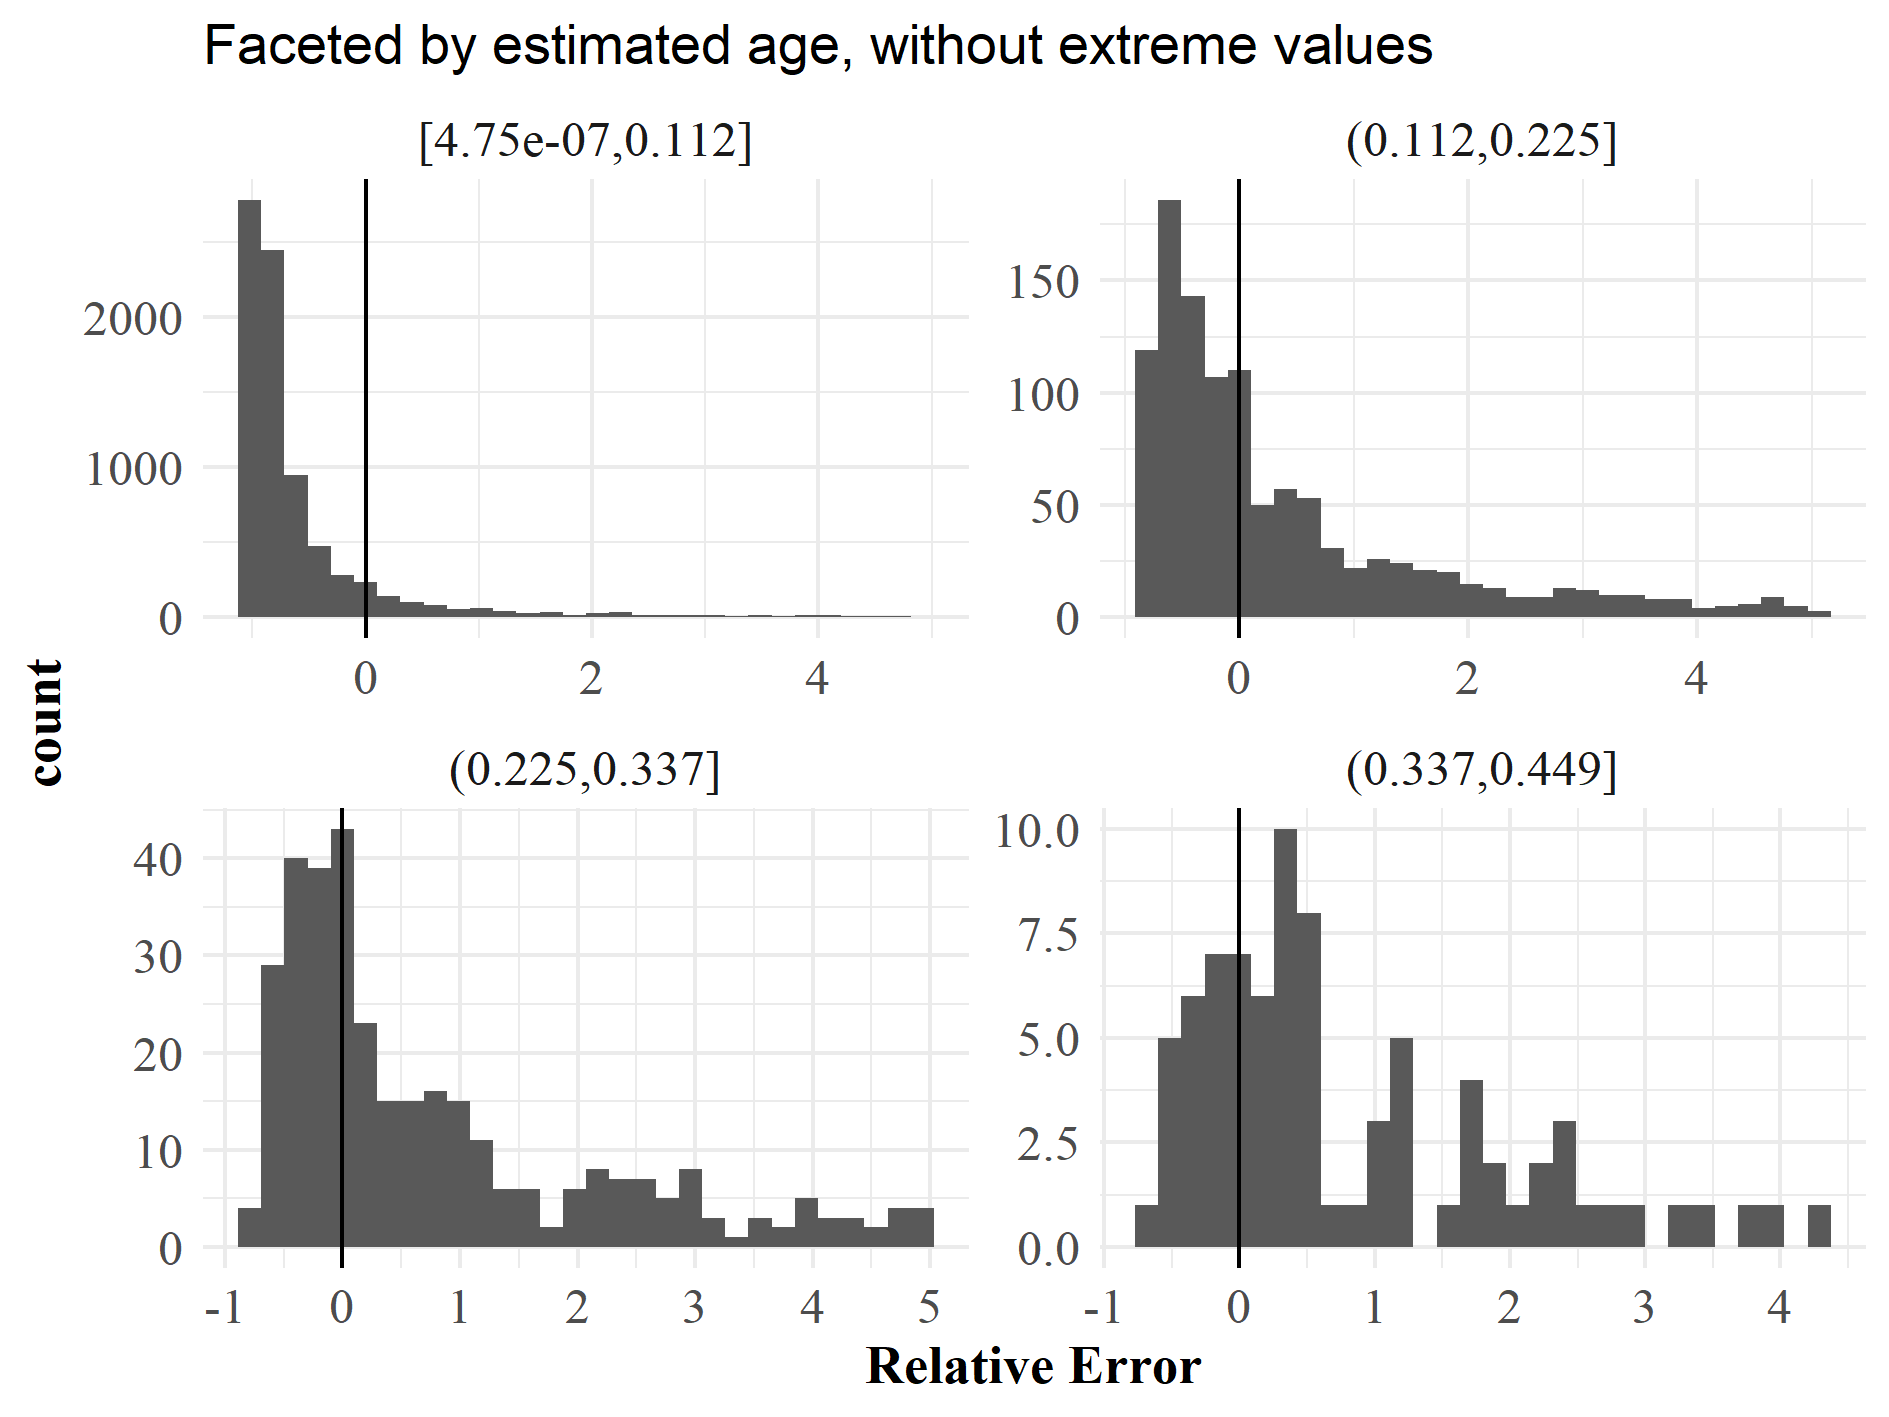 Faceted by estimated age, without extreme values
[4.75e-07,0.112]
(0.112,0.225]
2000
1000
0
150
100
50
0
0 2 4
0 2 4
count
(0.225,0.337]
(0.337,0.449]
40
30
20
10
0
10.0
7.5
5.0
2.5
0.0
-1 0 1 2 3 4 5
-1 0 1 2 3 4
Relative Error